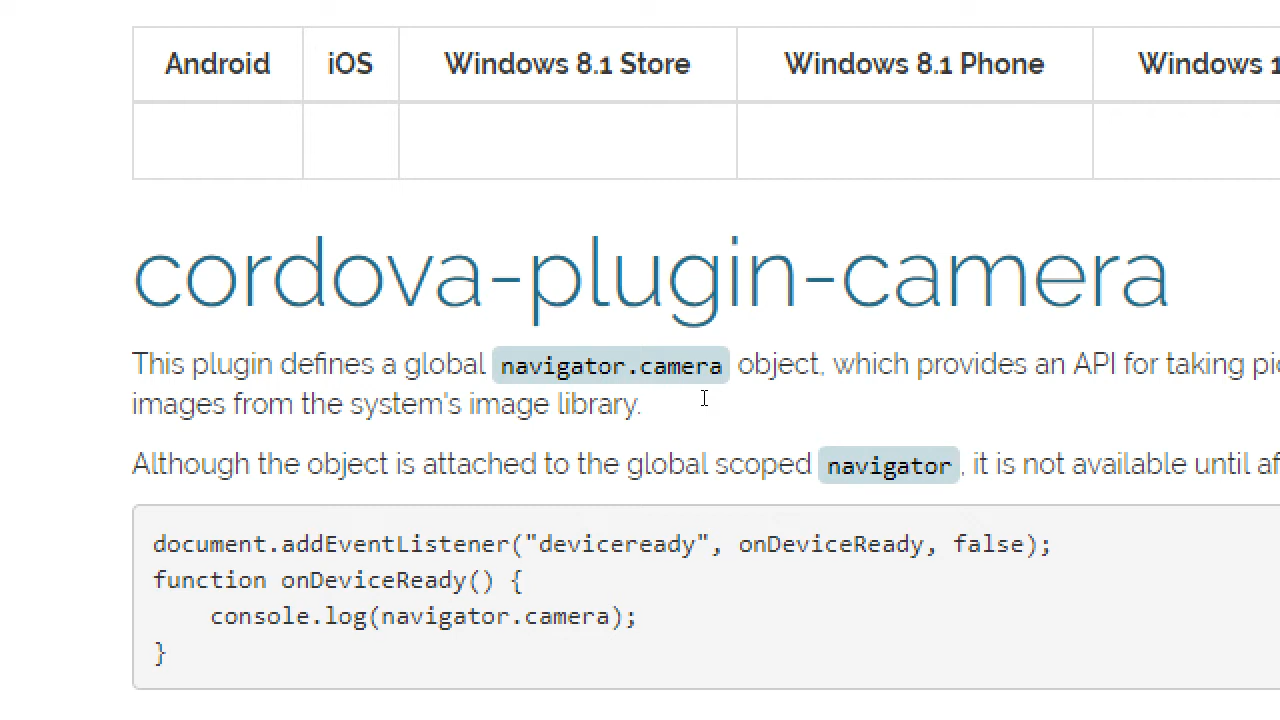 Android iOS Windows 8.1 Store Windows 8.1 Phone Windows
cordova-plugin-camera
This plugin defines a global navigator.camera object, which provides an API for taking
images from the system's image library.
Although the object is attached to the global scoped navigator, it is not available until
document.addEventListener("deviceready", onDeviceReady, false);
function onDeviceReady() {
    console.log(navigator.camera);
}